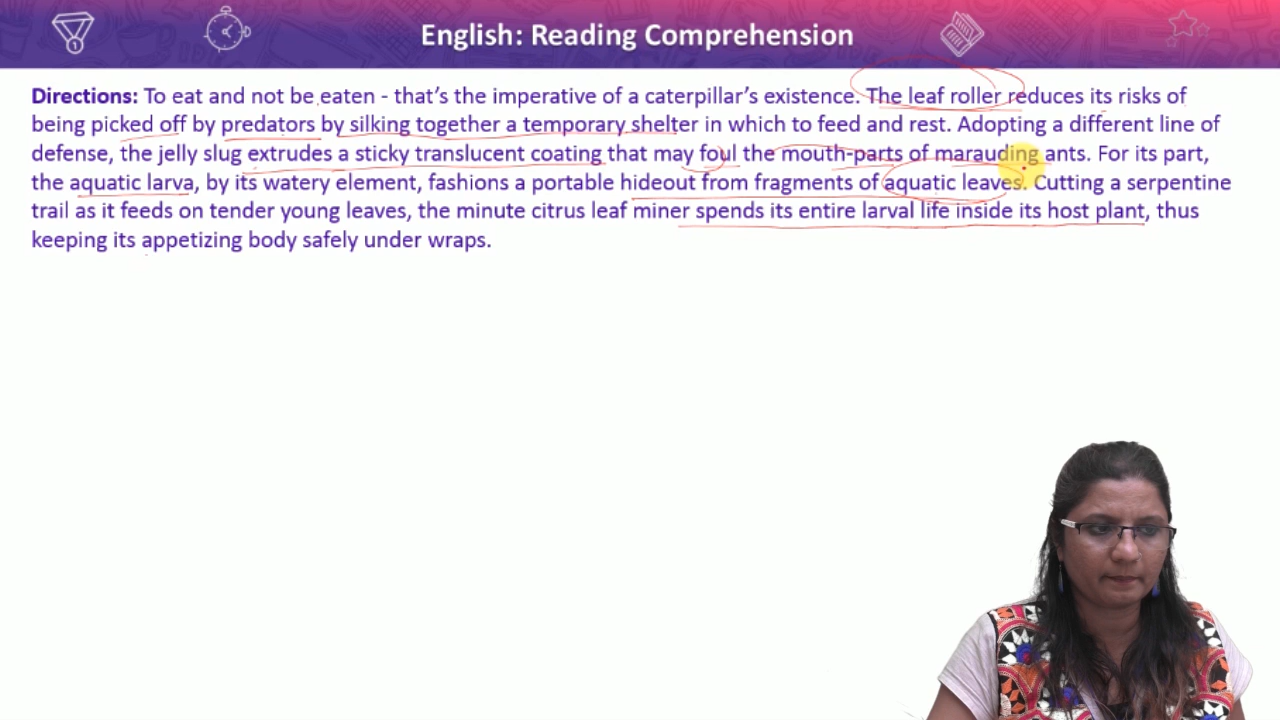 English: Reading Comprehension
Directions: To eat and not be eaten - that's the imperative of a caterpillar's existence. The leaf roller reduces its risks of
being picked off by predators by silking together a temporary shelter in which to feed and rest. Adopting a different line of
defense, the jelly slug extrudes a sticky translucent coating that may foul the mouth-parts of marauding ants. For its part,
the aquatic larva, by its watery element, fashions a portable hideout from fragments of aquatic leaves. Cutting a serpentine
trail as it feeds on tender young leaves, the minute citrus leaf miner spends its entire larval life inside its host plant, thus
keeping its appetizing body safely under wraps.